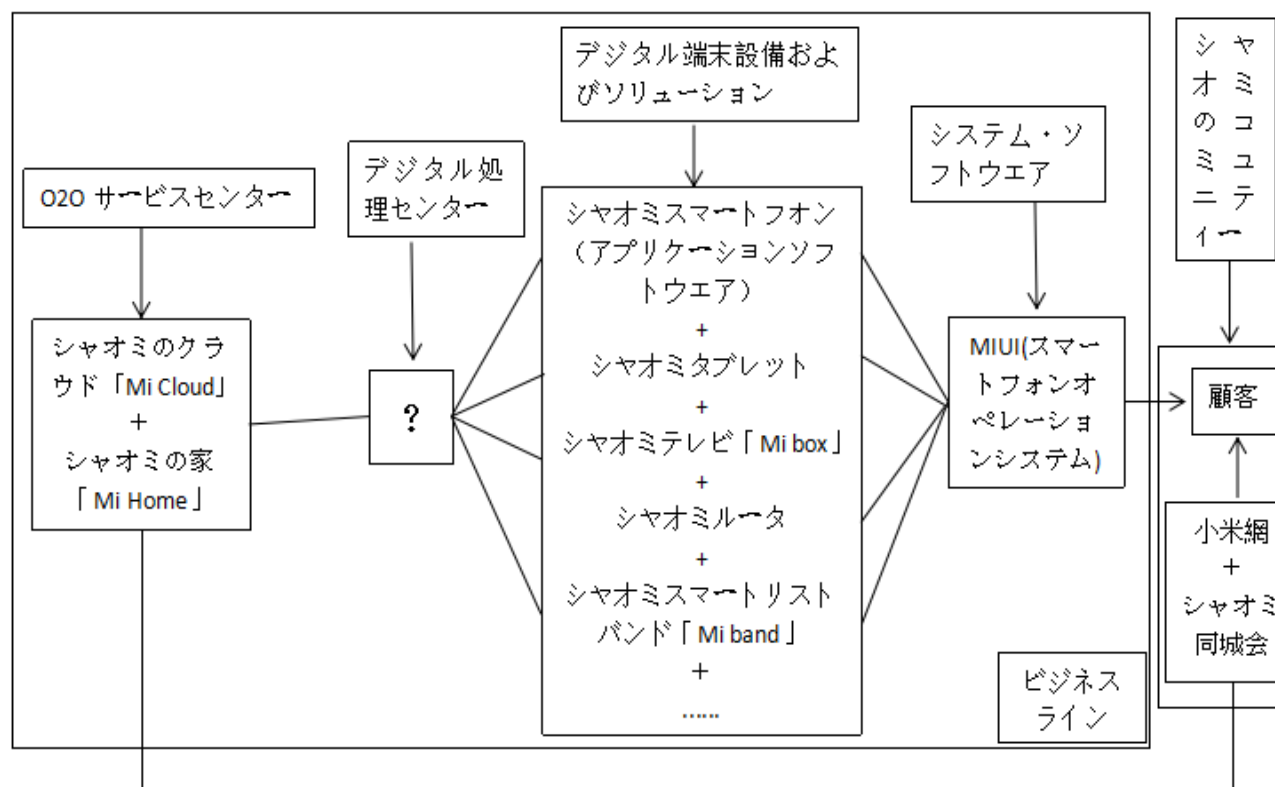 デジタル端末設備およ
びソリューション
システム・ソ
フトウエア
シャ
オミ
のコ
ミュ
ニテ
ィー
デジタル処
理センター
O2O サービスセンター
シャオミスマートフオン
（アプリケーションソフ
トウエア）
+
シャオミタブレット
+
シャオミテレビ「Mi box」
+
シャオミルータ
+
シャオミスマートリスト
バンド「Mi band」
+
……
シャオミのクラ
ウド「Mi Cloud」
+
シャオミの家
「Mi Home」
？
MIUI(スマー
トフォンオ
ペレーショ
ンシステム)
顧客
小米網
+
シャオミ
同城会
ビジネス
ライン